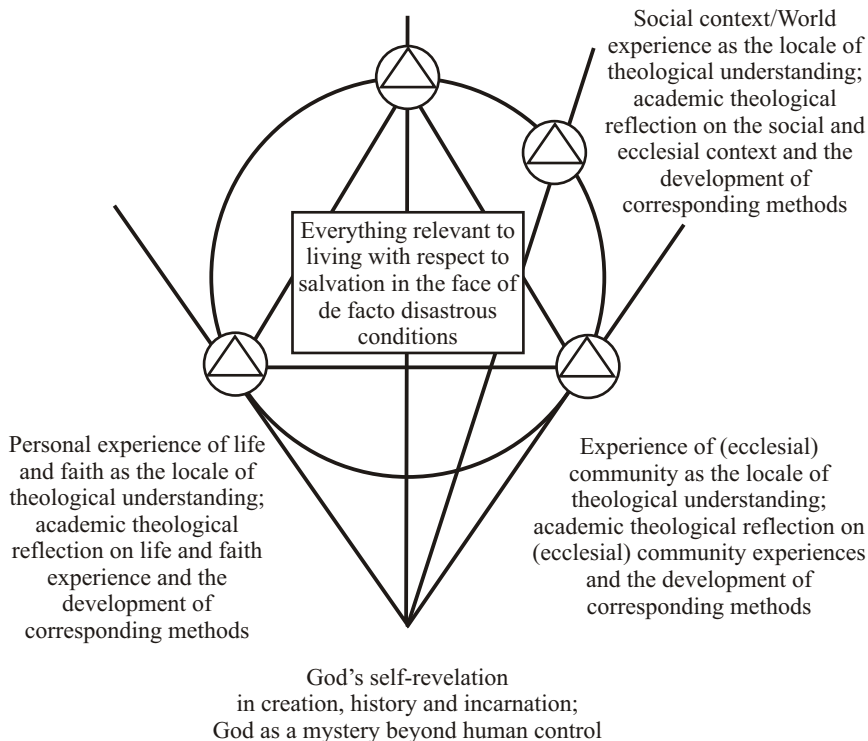 Social context/World
experience as the locale of
theological understanding;
academic theological
reflection on the social and
ecclesial context and the
development of
corresponding methods
Everything relevant to
living with respect to
salvation in the face of
de facto disastrous
conditions
Personal experience of life
and faith as the locale of
theological understanding;
academic theological
reflection on life and faith
experience and the
development of
corresponding methods
Experience of (ecclesial)
community as the locale of
theological understanding;
academic theological reflection on
(ecclesial) community experiences
and the development of
corresponding methods
God’s self-revelation
in creation, history and incarnation;
God as a mystery beyond human control